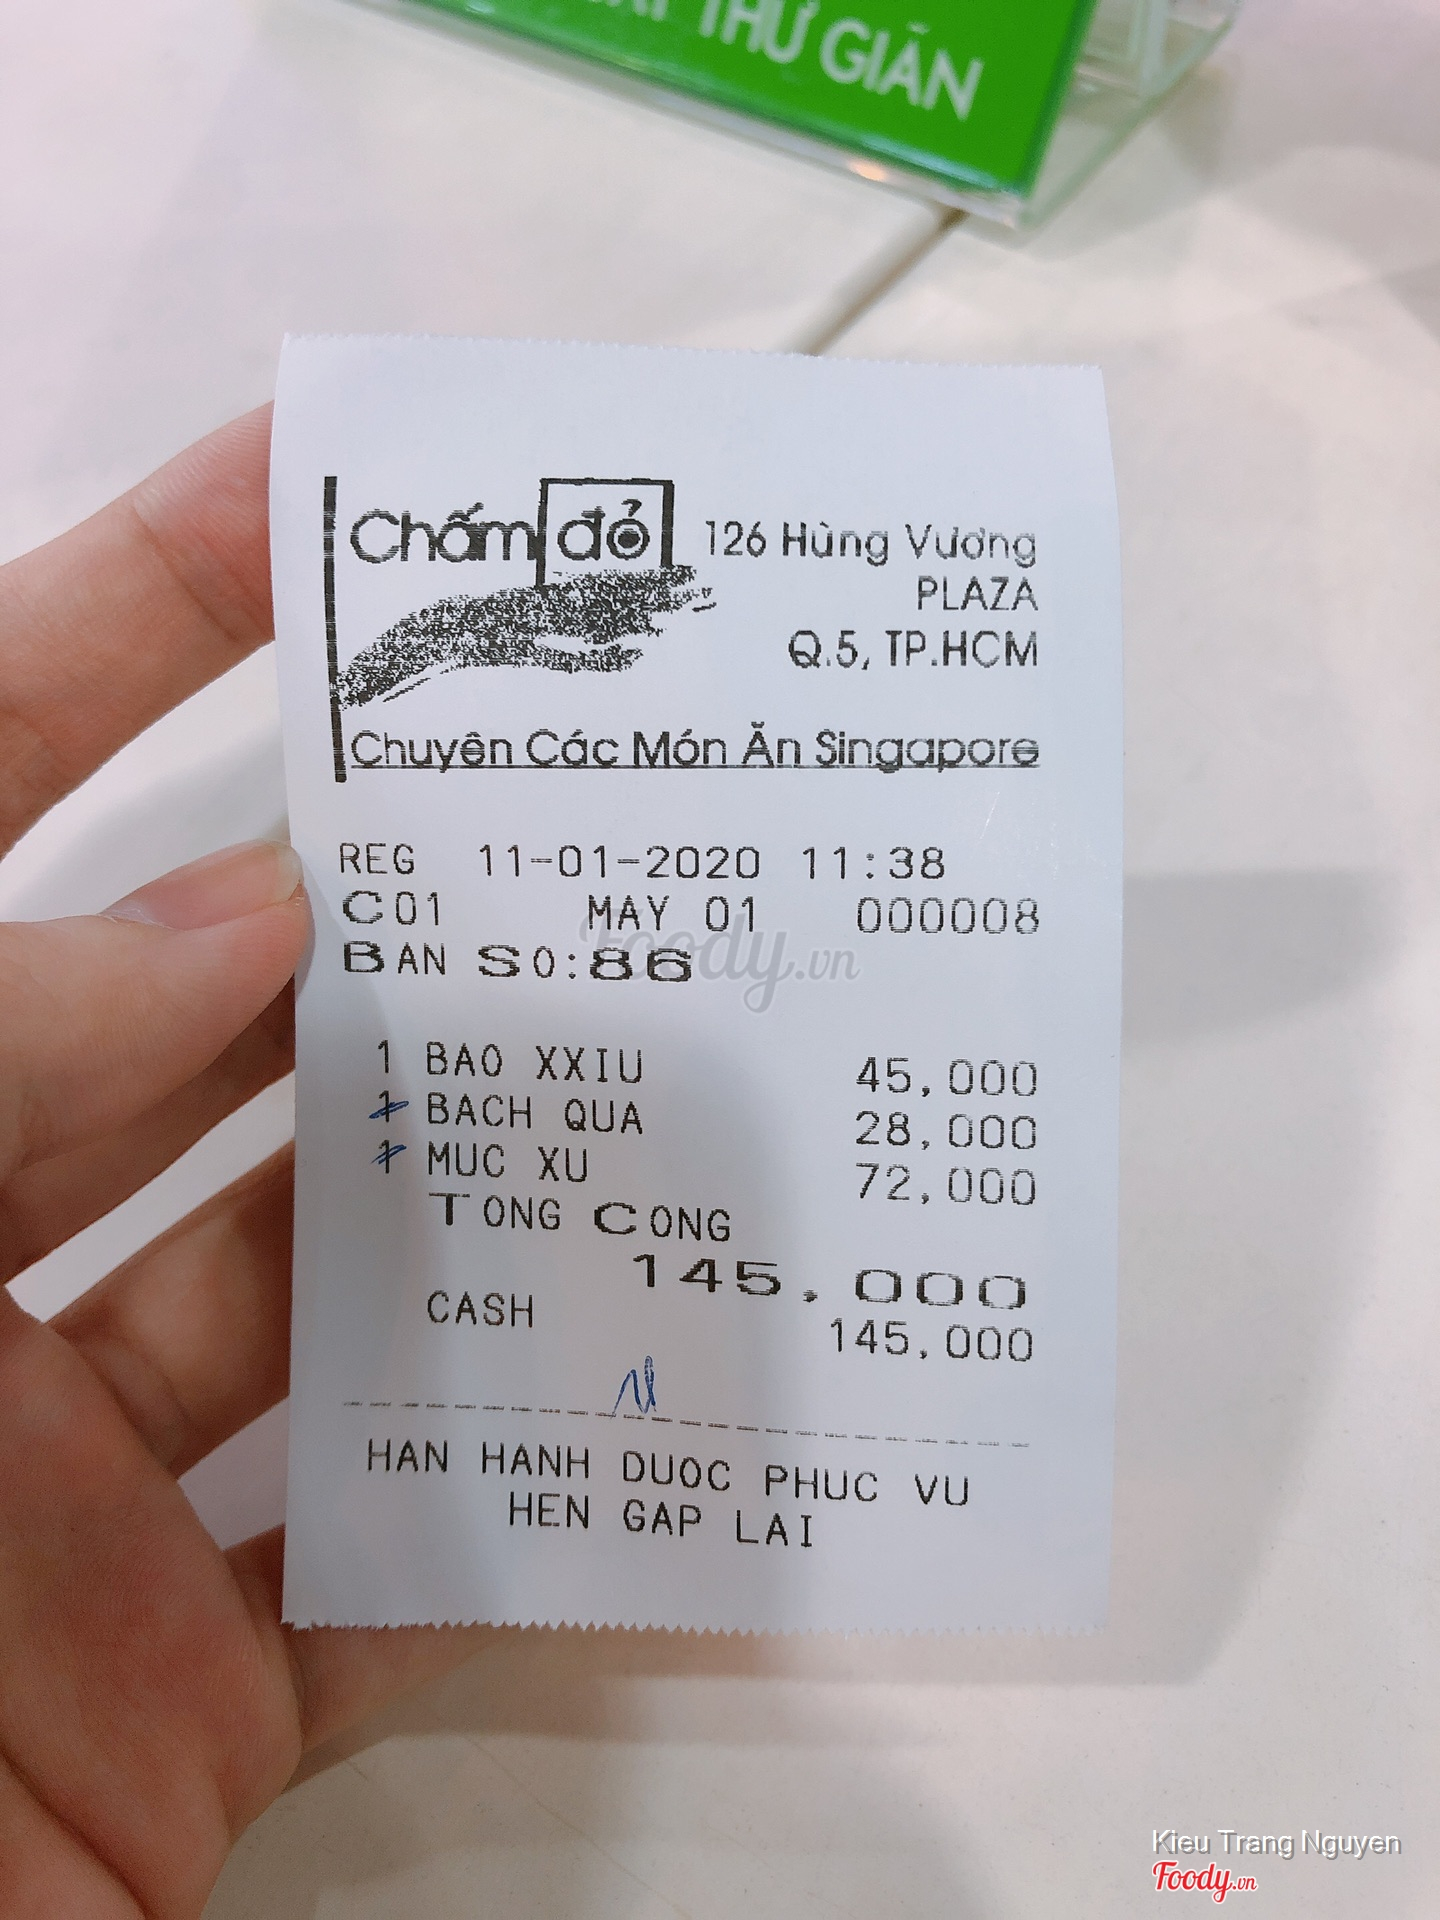 THƯ GIÃN
Chấm đỏ
126 Hùng Vương
PLAZA
Q.5, TP.HCM
Chuyên Các Món Ăn Singapore
REG 11-01-2020 11:38
C01 MAY 01 000008
BAN SO:86
Foody.vn
1 BAO XXIU 45,000
1 BACH QUA 28,000
1 MUC XU 72,000
TONG CONG
145.000
CASH 145,000
HAN HANH DUOC PHUC VU
HEN GAP LAI
Kieu Trang Nguyen
Foody.vn